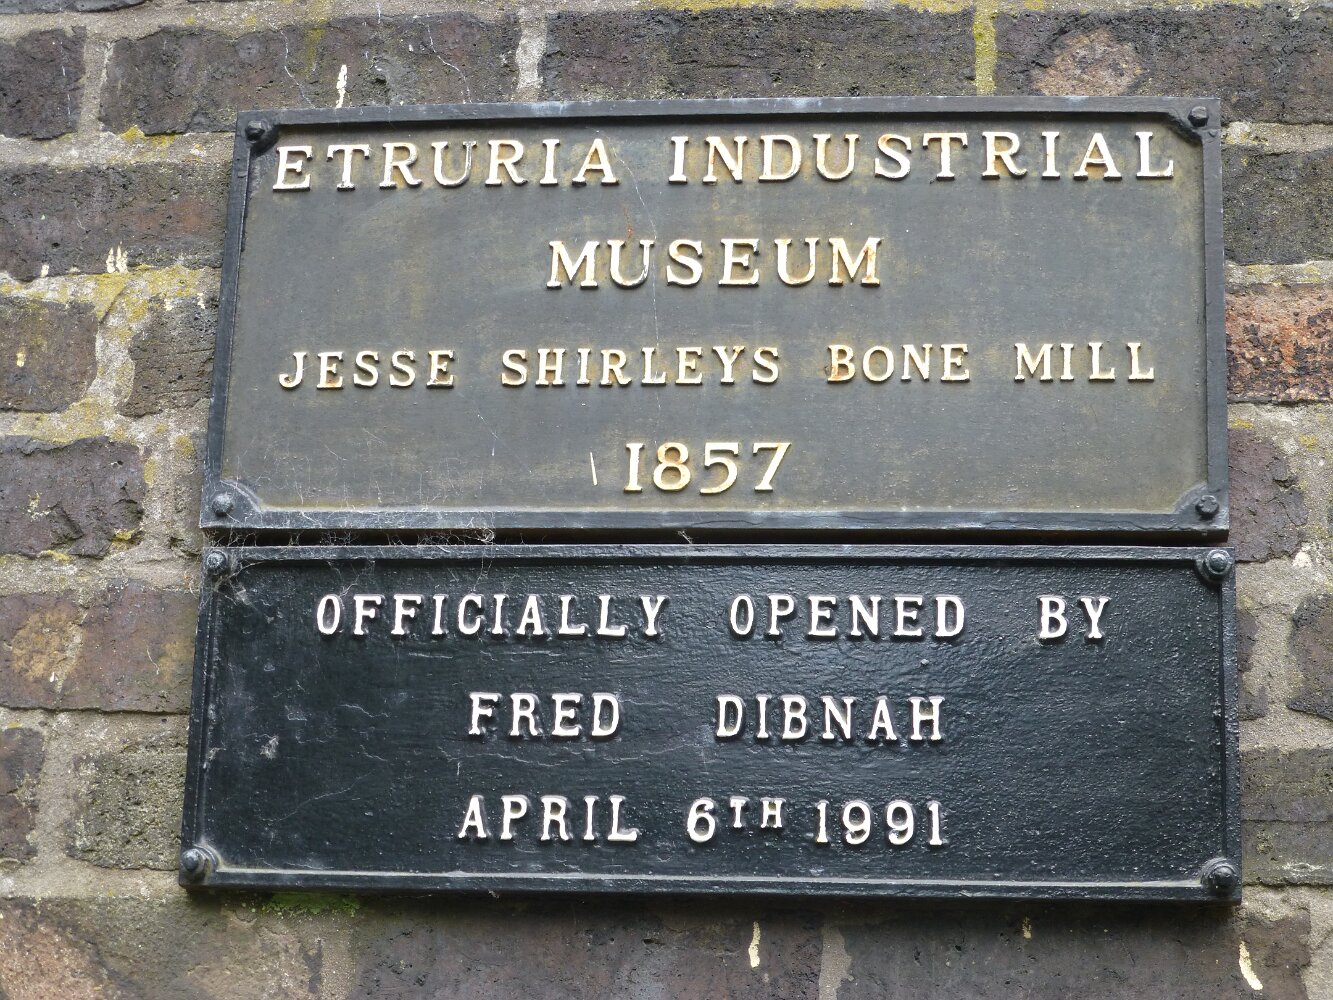 ETRURIA INDUSTRIAL
MUSEUM
JESSE SHIRLEYS BONE MILL
1857
OFFICIALLY OPENED BY
FRED DIBNAH
APRIL 6TH 1991